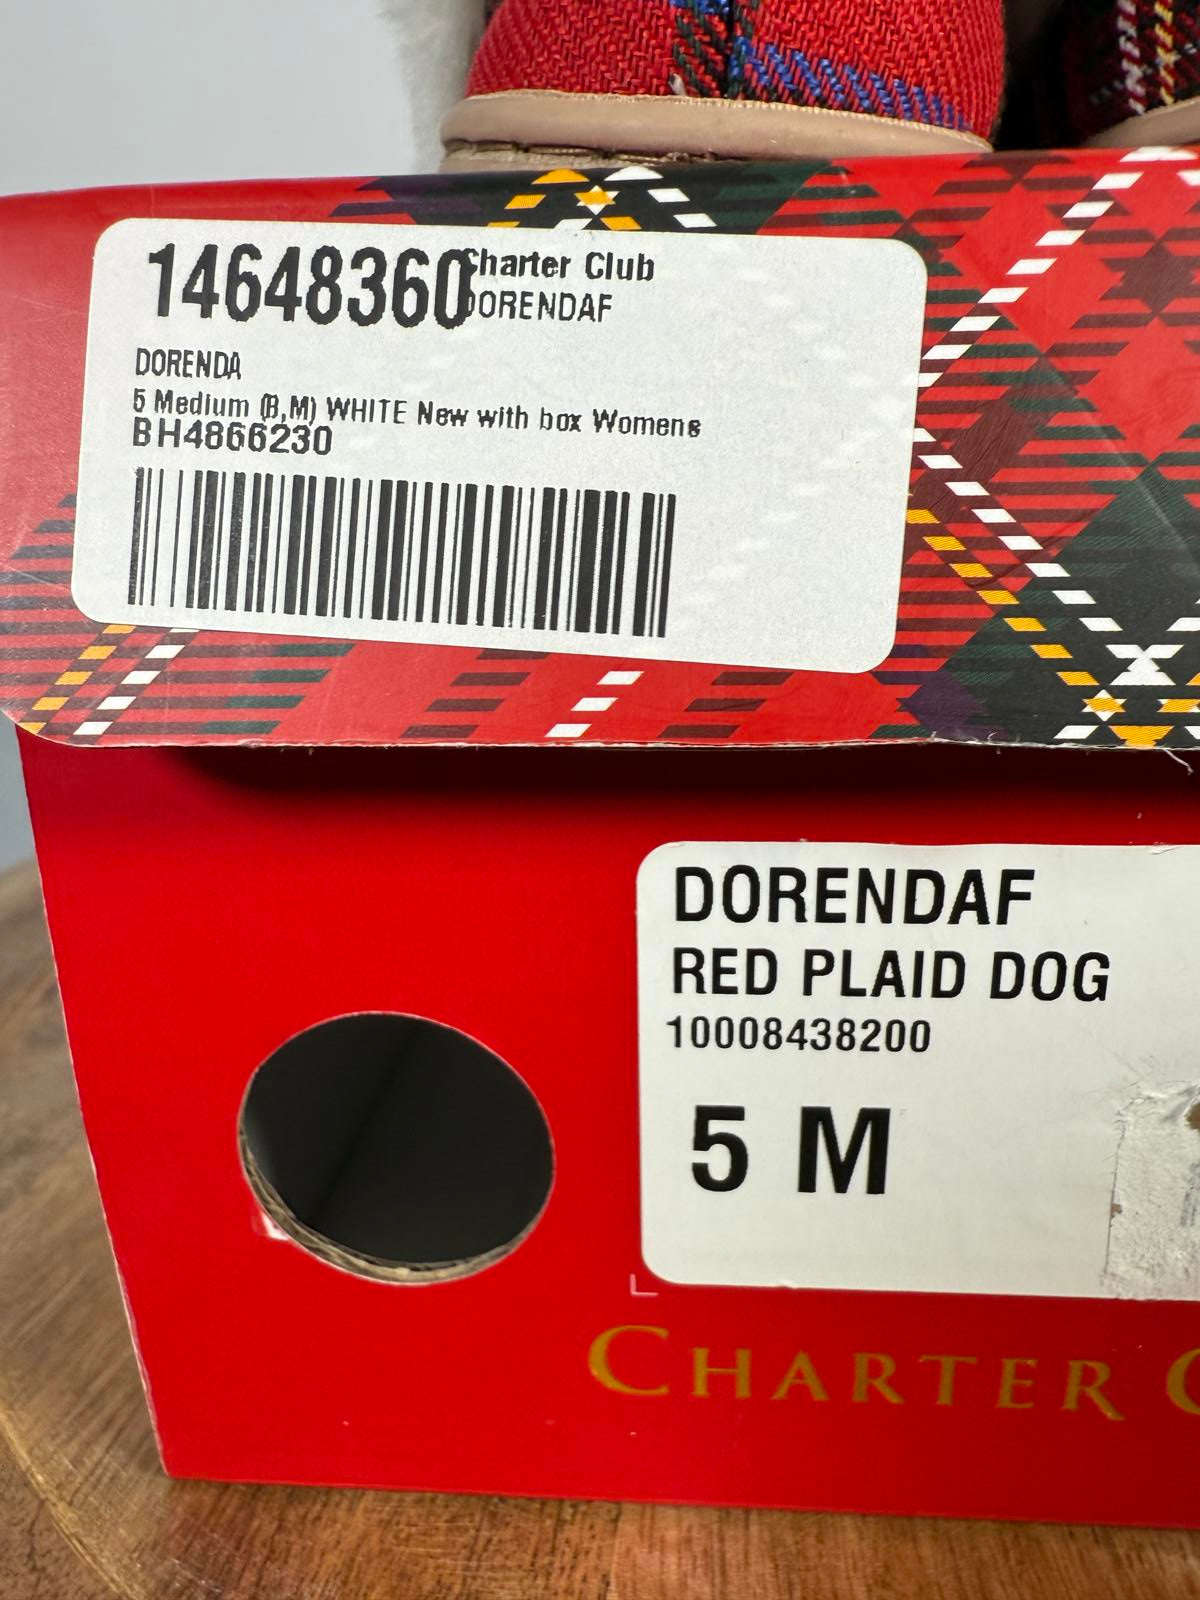 14648360
Charter Club
DORENDAF
DORENDA
5 Medium (B,M) WHITE New with box Womens
BH4866230
DORENDAF
RED PLAID DOG
10008438200
5 M
CHARTER C